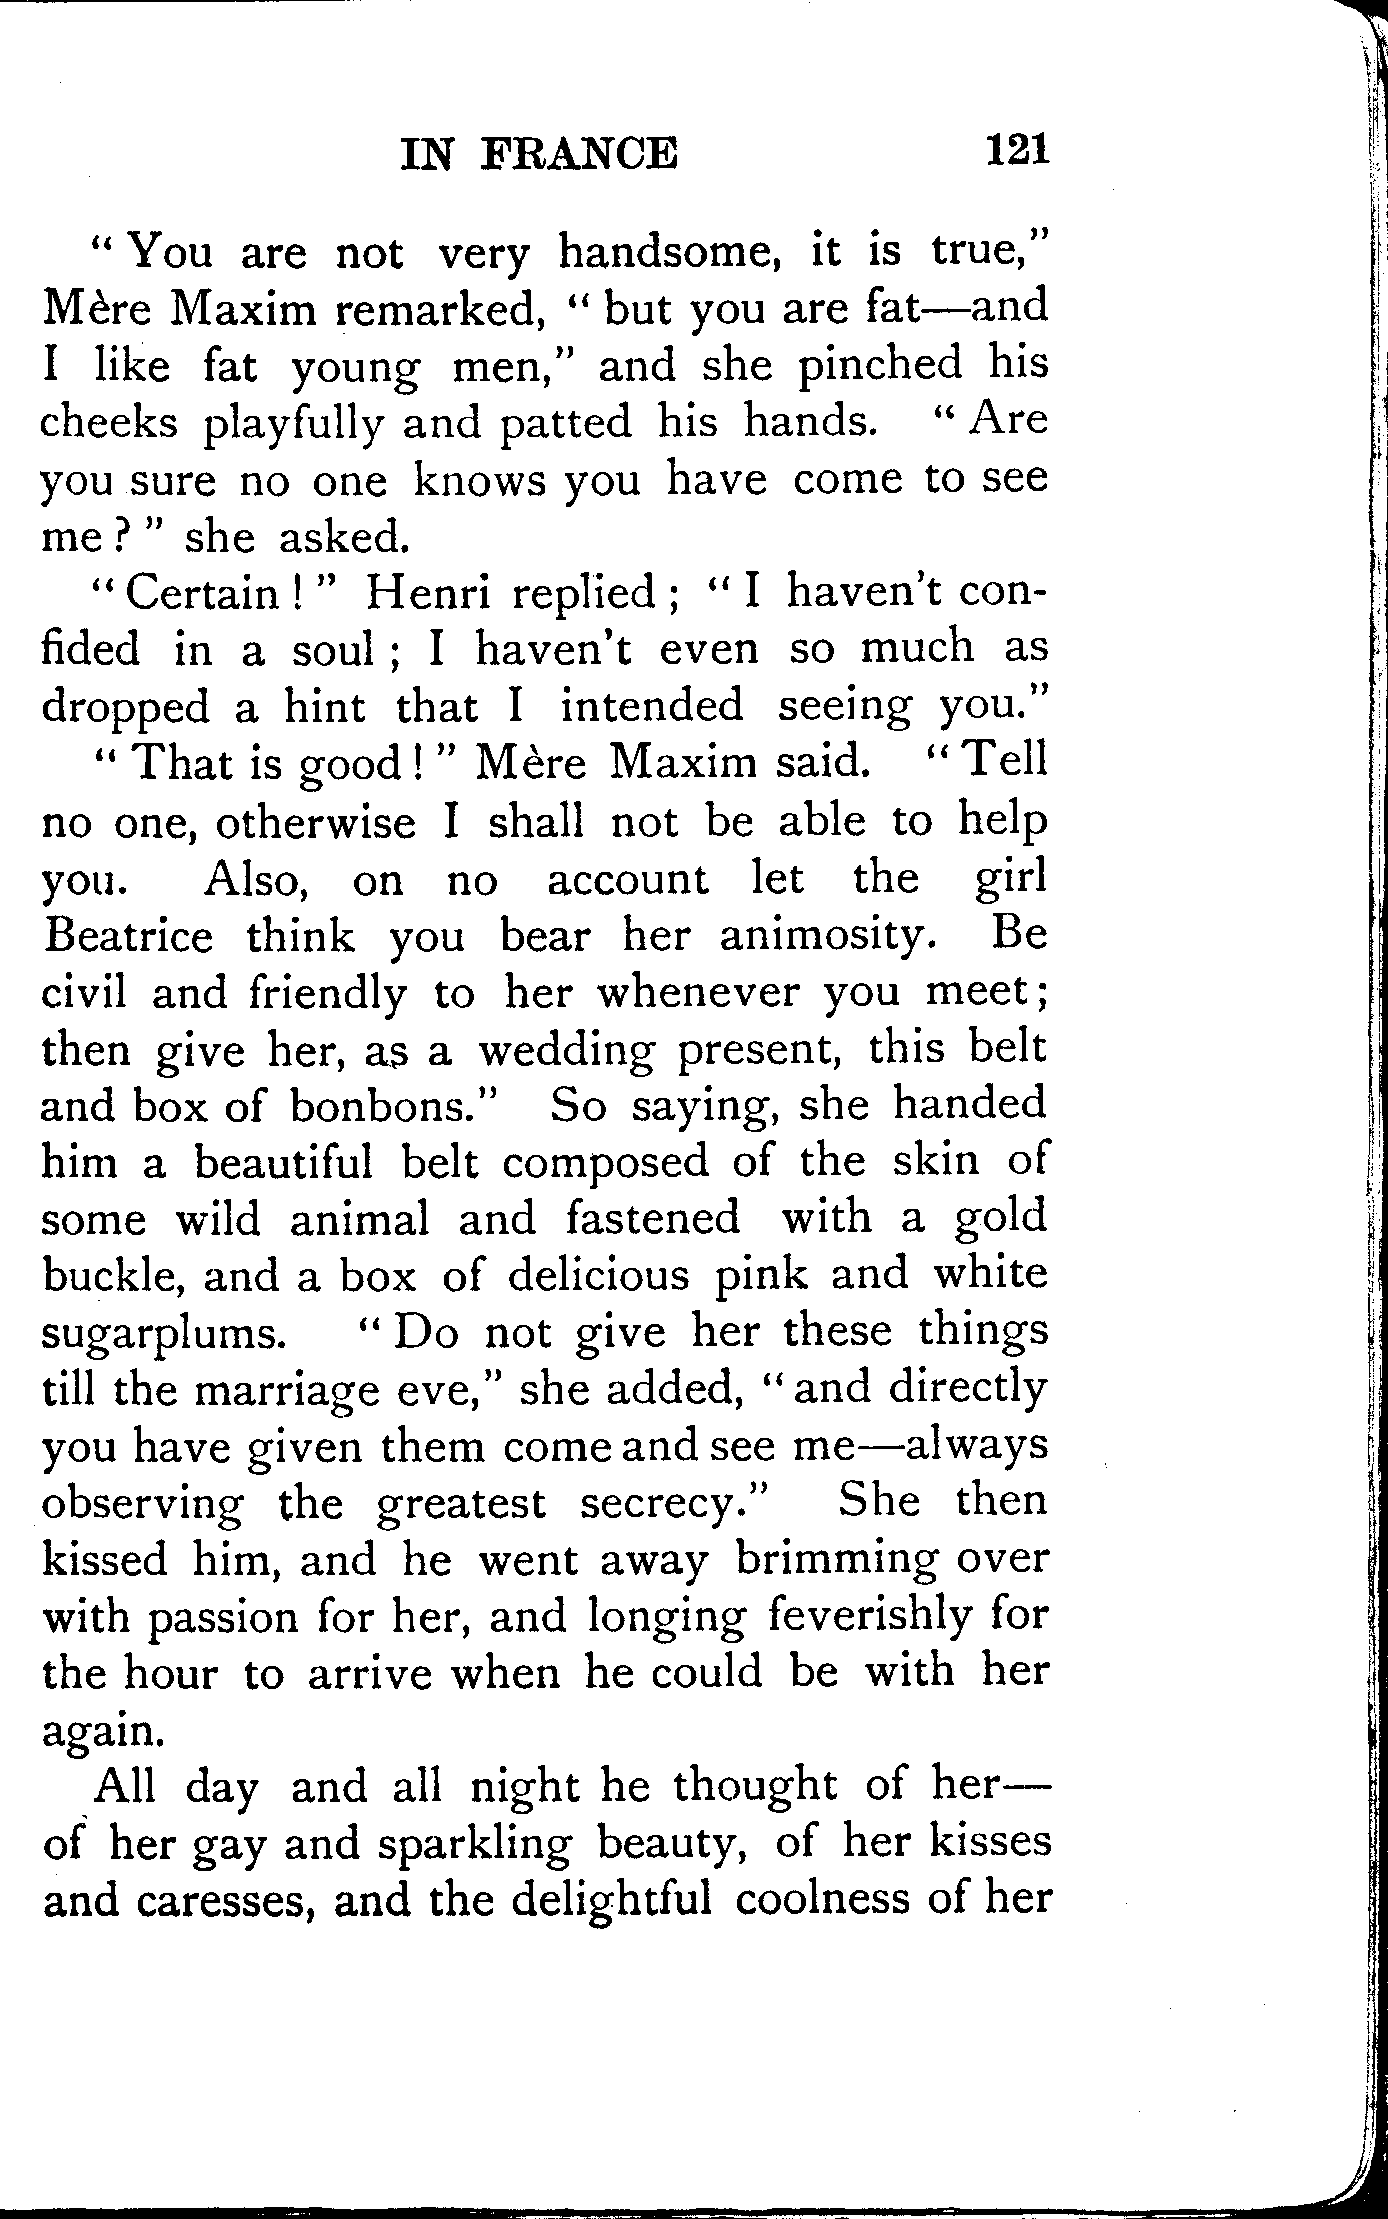 IN FRANCE 121
“ You are not very handsome, it is true,”
Mère Maxim remarked, “ but you are fat—and
I like fat young men,” and she pinched his
cheeks playfully and patted his hands. “ Are
you sure no one knows you have come to see
me ? ” she asked.
“ Certain ! ” Henri replied ; “ I haven’t con-
fided in a soul ; I haven’t even so much as
dropped a hint that I intended seeing you.”
“ That is good ! ” Mère Maxim said. “ Tell
no one, otherwise I shall not be able to help
you. Also, on no account let the girl
Beatrice think you bear her animosity. Be
civil and friendly to her whenever you meet ;
then give her, as a wedding present, this belt
and box of bonbons.” So saying, she handed
him a beautiful belt composed of the skin of
some wild animal and fastened with a gold
buckle, and a box of delicious pink and white
sugarplums. “ Do not give her these things
till the marriage eve,” she added, “ and directly
you have given them come and see me—always
observing the greatest secrecy.” She then
kissed him, and he went away brimming over
with passion for her, and longing feverishly for
the hour to arrive when he could be with her
again.
All day and all night he thought of her—
of her gay and sparkling beauty, of her kisses
and caresses, and the delightful coolness of her